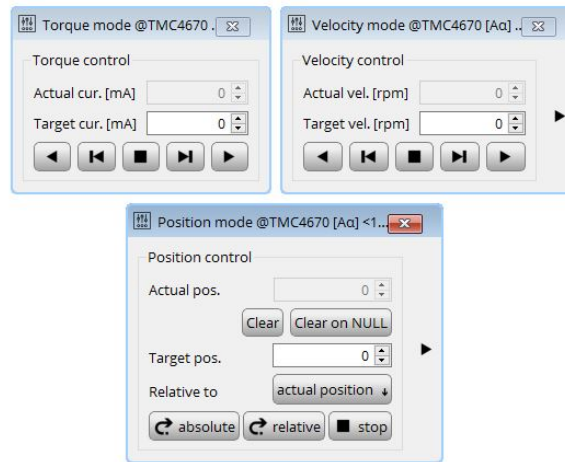 Torque mode @TMC4670 .
Torque control
Actual cur. [mA] 0
Target cur. [mA] 0
Velocity mode @TMC4670 [Aα] ..
Velocity control
Actual vel. [rpm] 0
Target vel. [rpm] 0
Position mode @TMC4670 [Aα] <1...
Position control
Actual pos. 0
Clear Clear on NULL
Target pos. 0
Relative to actual position
absolute relative stop